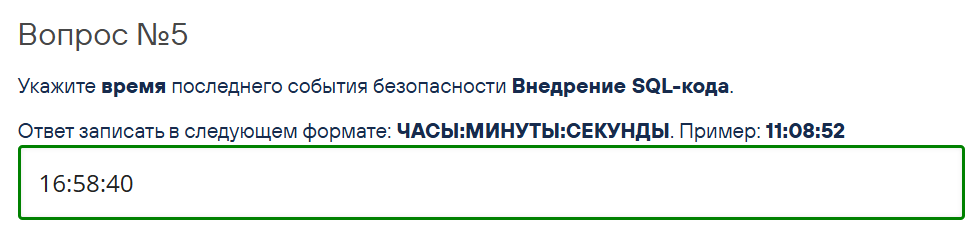 Вопрос №5
Укажите время последнего события безопасности Внедрение SQL-кода.
Ответ записать в следующем формате: ЧАСЫ:МИНУТЫ:СЕКУНДЫ. Пример: 11:08:52
16:58:40